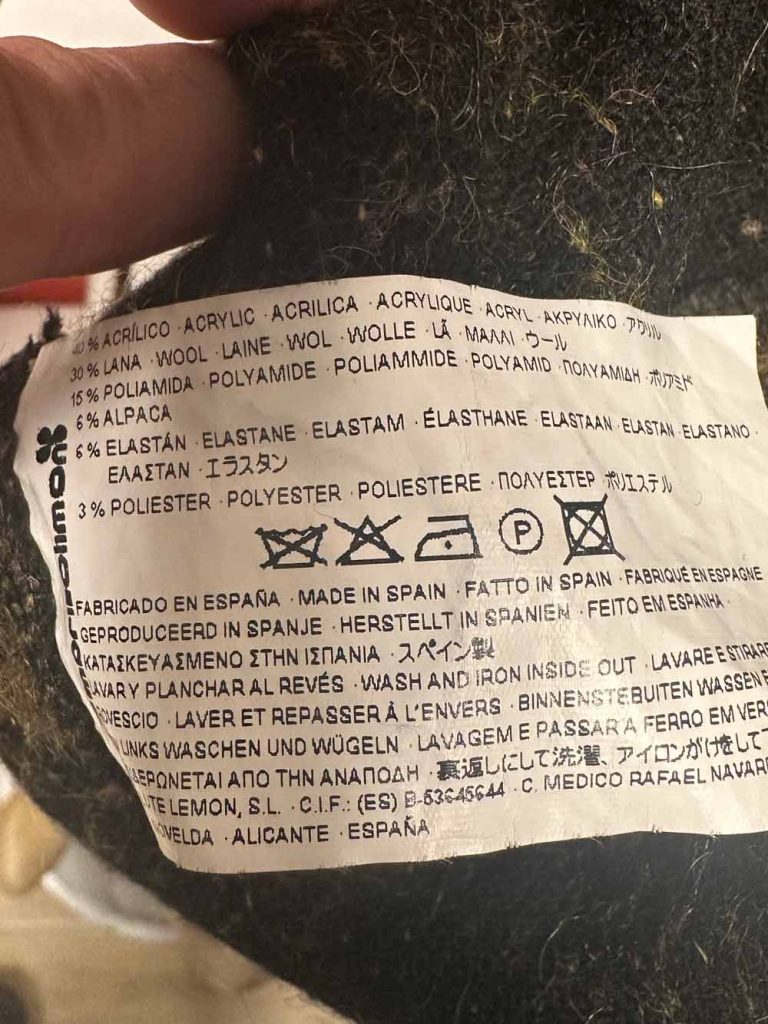 % ACRÍLICO · ACRYLIC · ACRILICA · ACRYLIQUE · ACRYL · ΑΚΡΥΛΙΚΟ · アクリル
30 % LANA · WOOL · LAINE · WOL · WOLLE · LÃ · ΜΑΛΛΙ · ウール
15 % POLIAMIDA · POLYAMIDE · POLIAMMIDE · POLYAMID · ΠΟΛΥΑΜΙΔΗ · ポリアミド
6 % ALPACA
6 % ELASTÁN · ELASTANE · ELASTAM · ÉLASTHANE · ELASTAAN · ELASTAN · ELASTANO ·
ΕΛΑΣΤΑΝ · エラスタン
3 % POLIESTER · POLYESTER · POLIESTERE · ΠΟΛΥΕΣΤΕΡ · ポリエステル
P
FABRICADO EN ESPAÑA · MADE IN SPAIN · FATTO IN SPAIN · FABRIQUÉ EN ESPAGNE
GEPRODUCEERD IN SPANJE · HERSTELLT IN SPANIEN · FEITO EM ESPANHA ·
ΚΑΤΑΣΚΕΥΑΣΜΕΝΟ ΣΤΗΝ ΙΣΠΑΝΙΑ · スペイン製
LAVAR Y PLANCHAR AL REVÉS · WASH AND IRON INSIDE OUT · LAVARE E STIRARE
ROVESCIO · LAVER ET REPASSER À L'ENVERS · BINNENSTEBUITEN WASSEN E
LINKS WASCHEN UND WÜGELN · LAVAGEM E PASSAR A FERRO EM VER
ΔΕΡΩΝΕΤΑΙ ΑΠΟ ΤΗΝ ΑΝΑΠΟΔΗ · 裏返しにして洗濯、アイロンがけをして
UTE LEMON, S.L. · C.I.F.: (ES) B-53645644 · C. MEDICO RAFAEL NAVAR
NOVELDA · ALICANTE · ESPAÑA